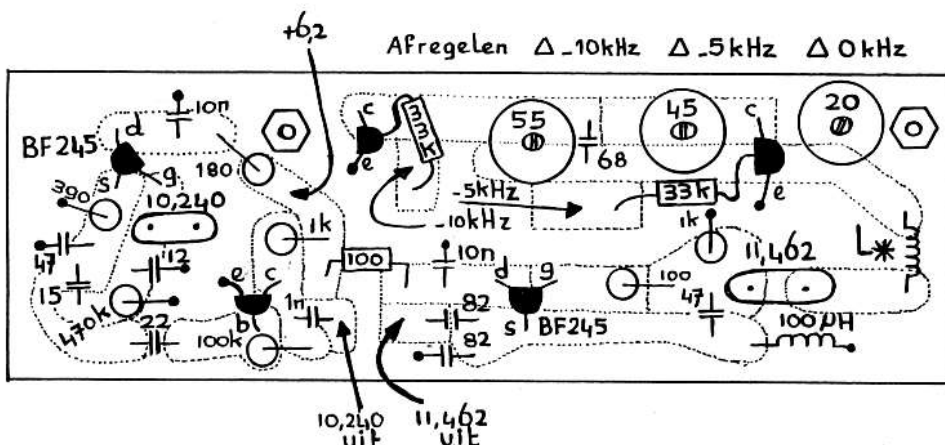 +6,2
Afregelen Δ -10kHz Δ -5kHz Δ 0kHz
10n
d
BF245
s
g
390
10,240
180
c
e
55
68
45
c
20
33k
e
-5kHz
-10kHz
47
12
15
1k
100
10n
1k
L*
11,462
e
c
b
1n
d
g
s
BF245
100
47
470k
22
100k
82
82
100µH
10,240
uit
11,462
uit